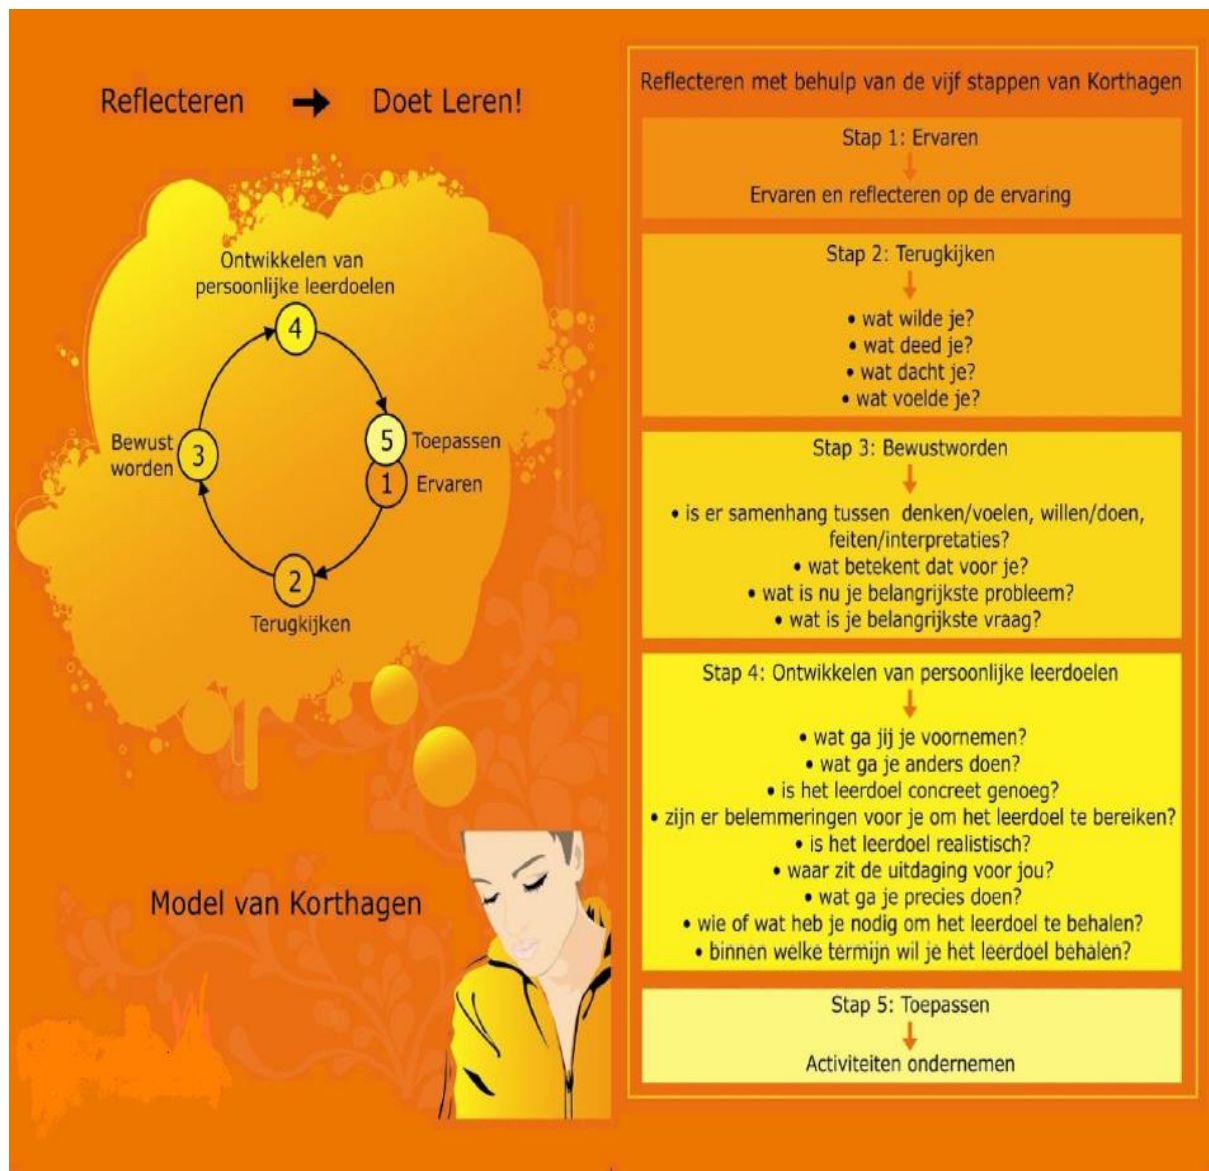 Reflecteren → Doet Leren!
Ontwikkelen van
persoonlijke leerdoelen
4
5 Toepassen
1 Ervaren
Bewust
worden
3
2
Terugkijken
Model van Korthagen
Reflecteren met behulp van de vijf stappen van Korthagen
Stap 1: Ervaren
Ervaren en reflecteren op de ervaring
Stap 2: Terugkijken
• wat wilde je?
• wat deed je?
• wat dacht je?
• wat voelde je?
Stap 3: Bewustworden
• is er samenhang tussen denken/voelen, willen/doen,
feiten/interpretaties?
• wat betekent dat voor je?
• wat is nu je belangrijkste probleem?
• wat is je belangrijkste vraag?
Stap 4: Ontwikkelen van persoonlijke leerdoelen
• wat ga jij je voornemen?
• wat ga je anders doen?
• is het leerdoel concreet genoeg?
• zijn er belemmeringen voor je om het leerdoel te bereiken?
• is het leerdoel realistisch?
• waar zit de uitdaging voor jou?
• wat ga je precies doen?
• wie of wat heb je nodig om het leerdoel te behalen?
• binnen welke termijn wil je het leerdoel behalen?
Stap 5: Toepassen
Activiteiten ondernemen